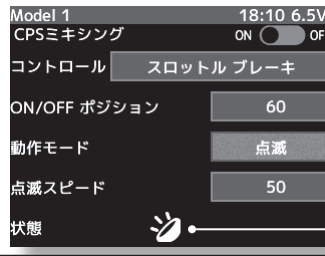 Model 1 18:10 6.5V
CPSミキシング ON OF
コントロール スロットル ブレーキ
ON/OFF ポジション 60
動作モード 点滅
点滅スピード 50
状態